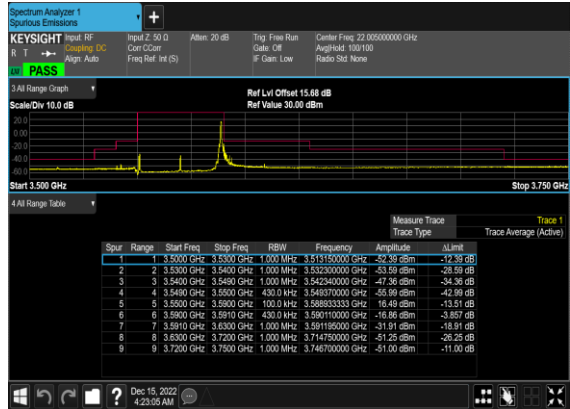 Spectrum Analyzer 1
Spurious Emissions
KEYSIGHT Input: RF Input Z: 50 Ω Atten: 20 dB Trig: Free Run Center Freq: 22.005000000 GHz
R T Coupling: DC Corr CCorr Gate: Off Avg|Hold: 100/100
Align: Auto Freq Ref: Int (S) IF Gain: Low Radio Std: None
PASS
3 All Range Graph
Ref Lvl Offset 15.68 dB
Scale/Div 10.0 dB Ref Value 30.00 dBm
20.0
0.00
-20.0
-40.0
-60.0
Start 3.500 GHz Stop 3.750 GHz
4 All Range Table
Measure Trace Trace 1
Trace Type Trace Average (Active)
Spur Range Start Freq Stop Freq RBW Frequency Amplitude ΔLimit
1 1 3.5000 GHz 3.5300 GHz 1.000 MHz 3.513150000 GHz -52.39 dBm -12.39 dB
2 2 3.5300 GHz 3.5400 GHz 1.000 MHz 3.532300000 GHz -53.59 dBm -28.59 dB
3 3 3.5400 GHz 3.5490 GHz 1.000 MHz 3.542340000 GHz -47.36 dBm -34.36 dB
4 4 3.5490 GHz 3.5500 GHz 430.0 kHz 3.549370000 GHz -55.99 dBm -42.99 dB
5 5 3.5500 GHz 3.5900 GHz 100.0 kHz 3.588933333 GHz 16.49 dBm -13.51 dB
6 6 3.5900 GHz 3.5910 GHz 430.0 kHz 3.590110000 GHz -16.86 dBm -3.857 dB
7 7 3.5910 GHz 3.6300 GHz 1.000 MHz 3.591195000 GHz -31.91 dBm -18.91 dB
8 8 3.6300 GHz 3.7200 GHz 1.000 MHz 3.714750000 GHz -51.25 dBm -26.25 dB
9 9 3.7200 GHz 3.7500 GHz 1.000 MHz 3.746700000 GHz -51.00 dBm -11.00 dB
Dec 15, 2022
4:23:05 AM